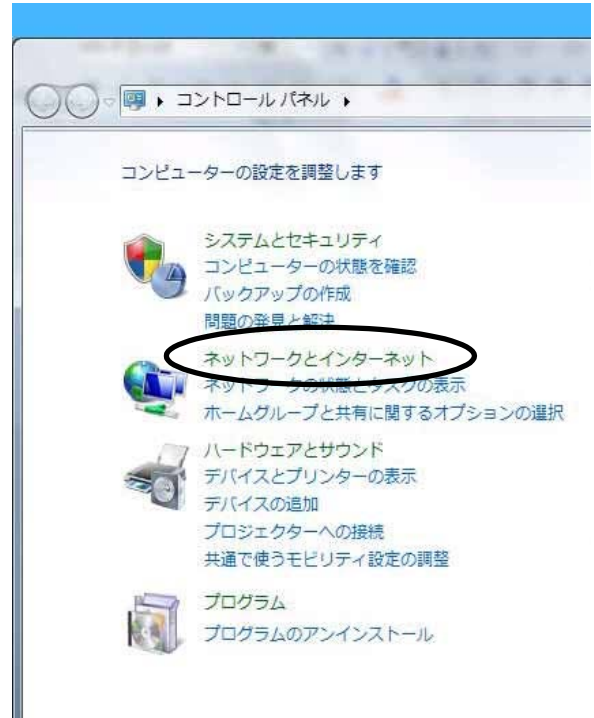 コントロール パネル
コンピューターの設定を調整します
システムとセキュリティ
コンピューターの状態を確認
バックアップの作成
問題の発見と解決
ネットワークとインターネット
ネットワークの状態とタスクの表示
ホームグループと共有に関するオプションの選択
ハードウェアとサウンド
デバイスとプリンターの表示
デバイスの追加
プロジェクターへの接続
共通で使うモビリティ設定の調整
プログラム
プログラムのアンインストール